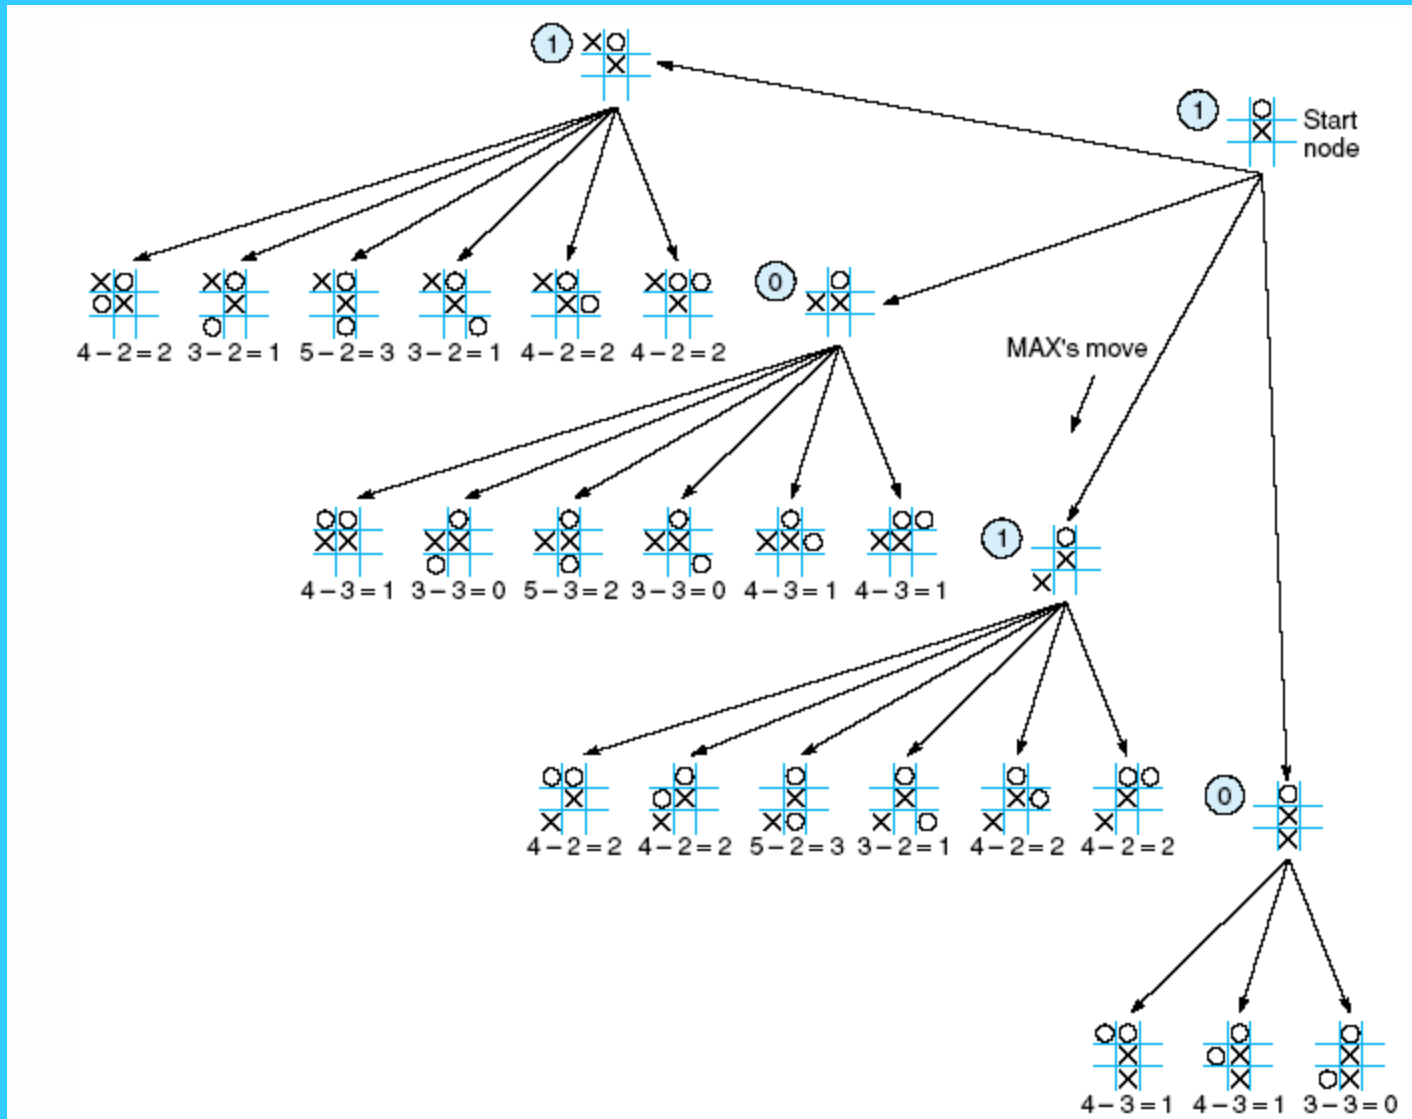 1
X O
X
1
O
X
Start
node
X O
O X
4 – 2 = 2
X O
X
O
3 – 2 = 1
X O
X
O
5 – 2 = 3
X O
X
O
3 – 2 = 1
X O
X O
4 – 2 = 2
X O O
X
4 – 2 = 2
0
O
X X
MAX's move
O O
X X
4 – 3 = 1
O
X X
O
3 – 3 = 0
O
X X
O
5 – 3 = 2
O
X X
O
3 – 3 = 0
O
X X O
4 – 3 = 1
O O
X X
4 – 3 = 1
1
O
X
X
O O
X
X
4 – 2 = 2
O
O X
X
4 – 2 = 2
O
X
X O
5 – 2 = 3
O
X
X O
3 – 2 = 1
O
X O
X
4 – 2 = 2
O O
X
X
4 – 2 = 2
0
O
X
X
O O
X
X
4 – 3 = 1
O
O X
X
4 – 3 = 1
O
X
O X
3 – 3 = 0